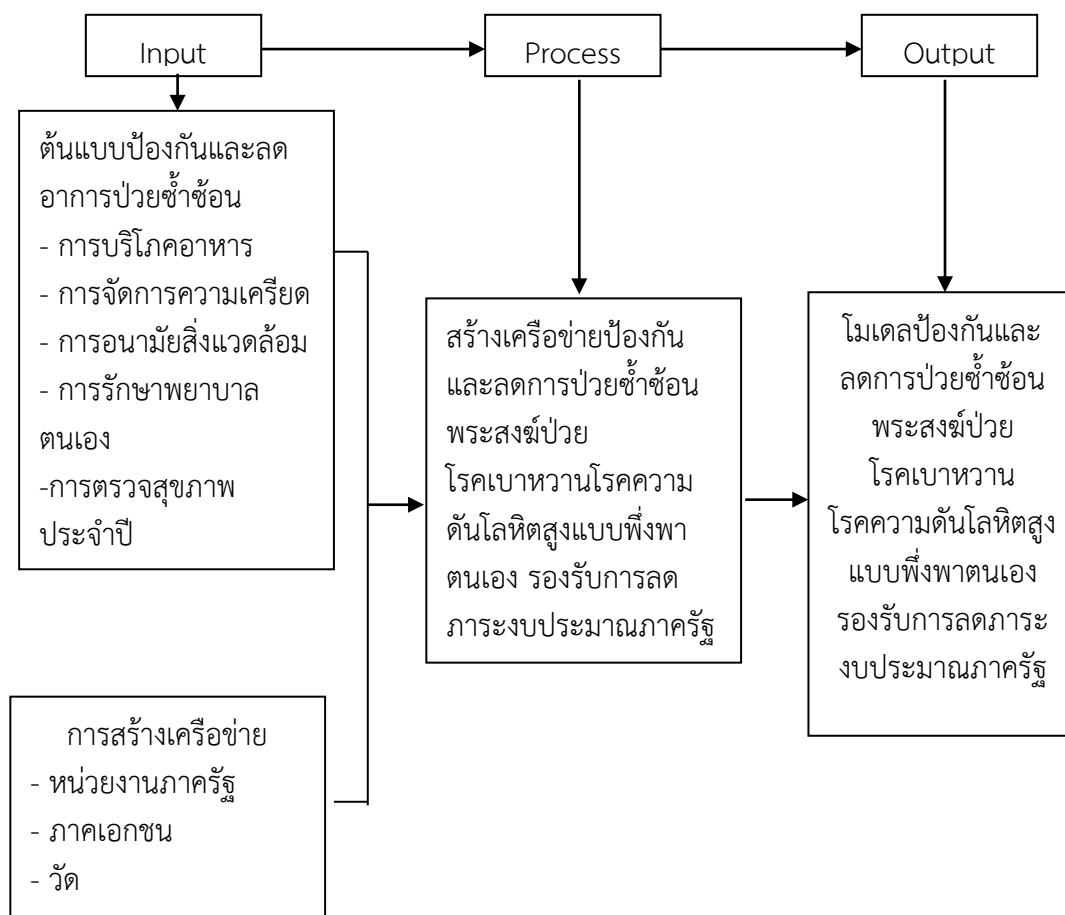 Input
Process
Output
ต้นแบบป้องกันและลด
อาการป่วยซ้ำซ้อน
- การบริโภคอาหาร
- การจัดการความเครียด
- การอนามัยสิ่งแวดล้อม
- การรักษาพยาบาล
ตนเอง
-การตรวจสุขภาพ
ประจำปี
การสร้างเครือข่าย
- หน่วยงานภาครัฐ
- ภาคเอกชน
- วัด
สร้างเครือข่ายป้องกัน
และลดการป่วยซ้ำซ้อน
พระสงฆ์ป่วย
โรคเบาหวานโรคความ
ดันโลหิตสูงแบบพึ่งพา
ตนเอง รองรับการลด
ภาระงบประมาณภาครัฐ
โมเดลป้องกันและ
ลดการป่วยซ้ำซ้อน
พระสงฆ์ป่วย
โรคเบาหวาน
โรคความดันโลหิตสูง
แบบพึ่งพาตนเอง
รองรับการลดภาระ
งบประมาณภาครัฐ